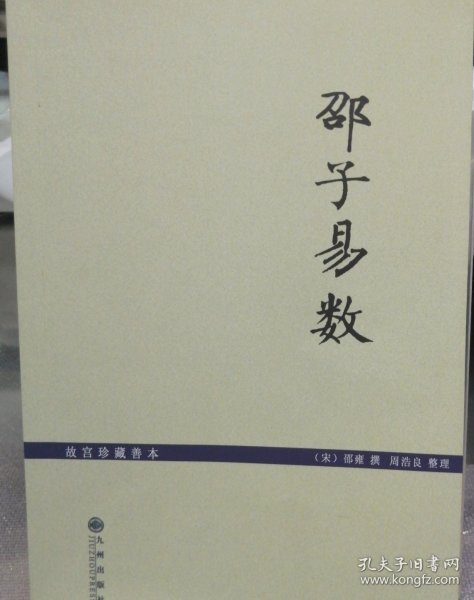 邵子易数
故宫珍藏善本
（宋）邵雍 撰 周浩良 整理
九州出版社
JIUZHOUPRES
孔夫子旧书网
www.kongfz.com